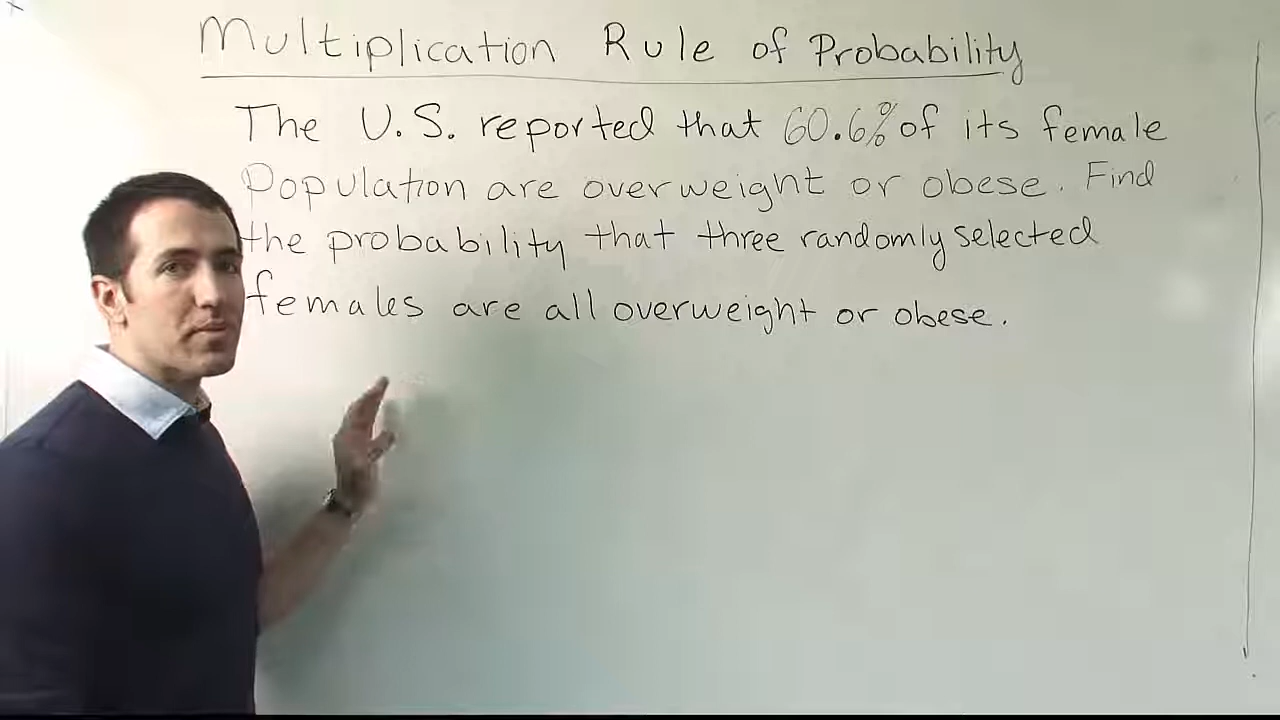 Multiplication Rule of Probability
The U.S. reported that 60.6% of its female
Population are overweight or obese. Find
the probability that three randomly selected
females are all overweight or obese.